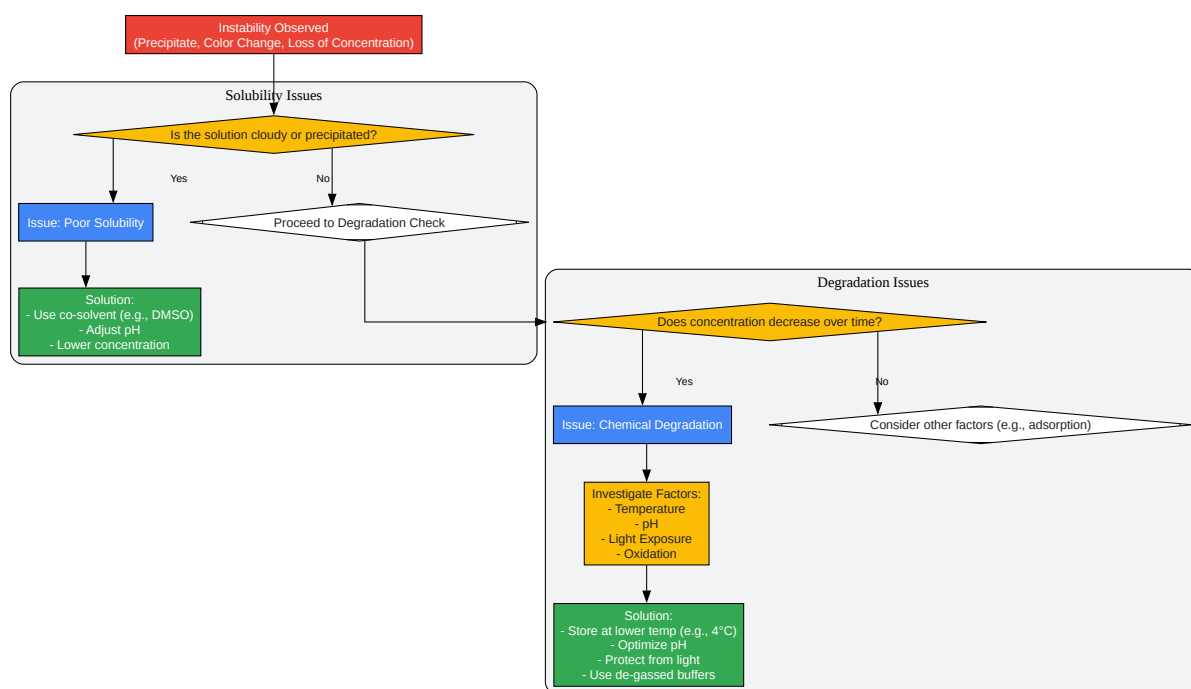 Instability Observed
(Precipitate, Color Change, Loss of Concentration)
Solubility Issues
Is the solution cloudy or precipitated?
Yes
No
Issue: Poor Solubility
Proceed to Degradation Check
Solution:
- Use co-solvent (e.g., DMSO)
- Adjust pH
- Lower concentration
Degradation Issues
Does concentration decrease over time?
Yes
No
Issue: Chemical Degradation
Consider other factors (e.g., adsorption)
Investigate Factors:
- Temperature
- pH
- Light Exposure
- Oxidation
Solution:
- Store at lower temp (e.g., 4°C)
- Optimize pH
- Protect from light
- Use de-gassed buffers